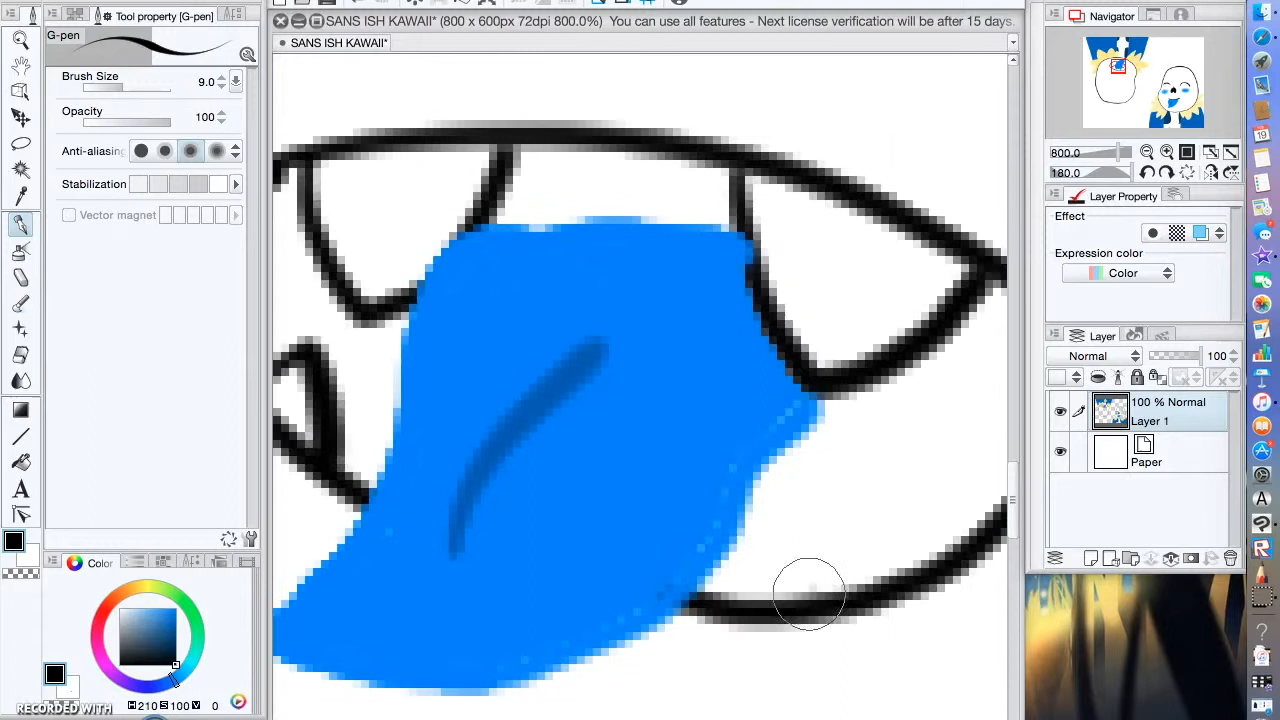 Tool property [G-pen]
SANS ISH KAWAII* (800 x 600px 72dpi 800.0%) You can use all features - Next license verification will be after 15 days.
Navigator
G-pen
SANS ISH KAWAII*
Brush Size 9.0
Opacity 100
Anti-aliasing
Stabilization
Vector magnet
800.0
180.0
Layer Property
Effect
Expression color
Color
Layer
Normal 100
100 % Normal
Layer 1
Paper
Color
H 210 S 100 V 0
RECORDED WITH